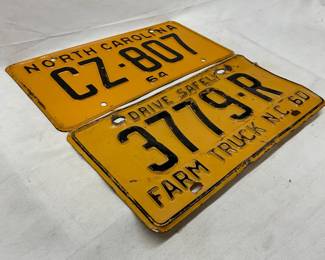 NORTH CAROLINA
CZ-807
64
DRIVE SAFELY
3779-R
FARM TRUCK N.C. 60